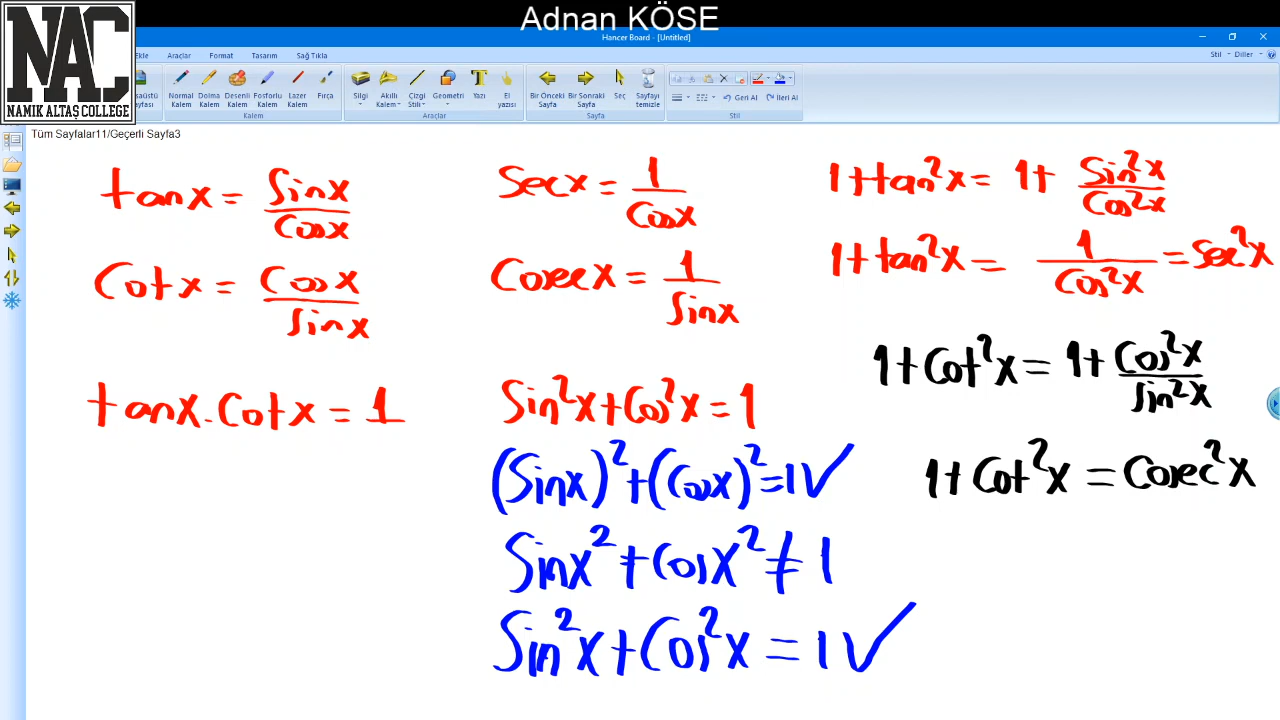 Adnan KÖSE
NAC
NAMIK ALTAŞ COLLEGE
Hancer Board - [Untitled]
Ekle Araçlar Format Tasarım Sağ Tıkla
Stil Diller
Normal Kalem
Dolma Kalem
Desenli Kalem
Fosforlu Kalem
Lazer Kalem
Fırça
Kalem
Silgi
Akıllı Kalem
Çizgi Stili
Geometri
Yazı
El yazısı
Araçlar
Bir Önceki Sayfa
Bir Sonraki Sayfa
Seç
Sayfayı temizle
Sayfa
Geri Al
İleri Al
Stil
Tüm Sayfalar11/Geçerli Sayfa3
tanx = sinx/cosx
Cotx = Cosx/sinx
tanx.Cotx = 1
Secx = 1/Cosx
Cosecx = 1/sinx
Sin²x+Cos²x = 1
(Sinx)²+(Cosx)²=1✓
Sinx²+Cosx²≠1
Sin²x+Cos²x = 1✓
1+tan²x = 1+ Sin²x/Cos²x
1+tan²x = 1/Cos²x = Sec²x
1+Cot²x = 1+ Cos²x/sin²x
1+Cot²x = Cosec²x